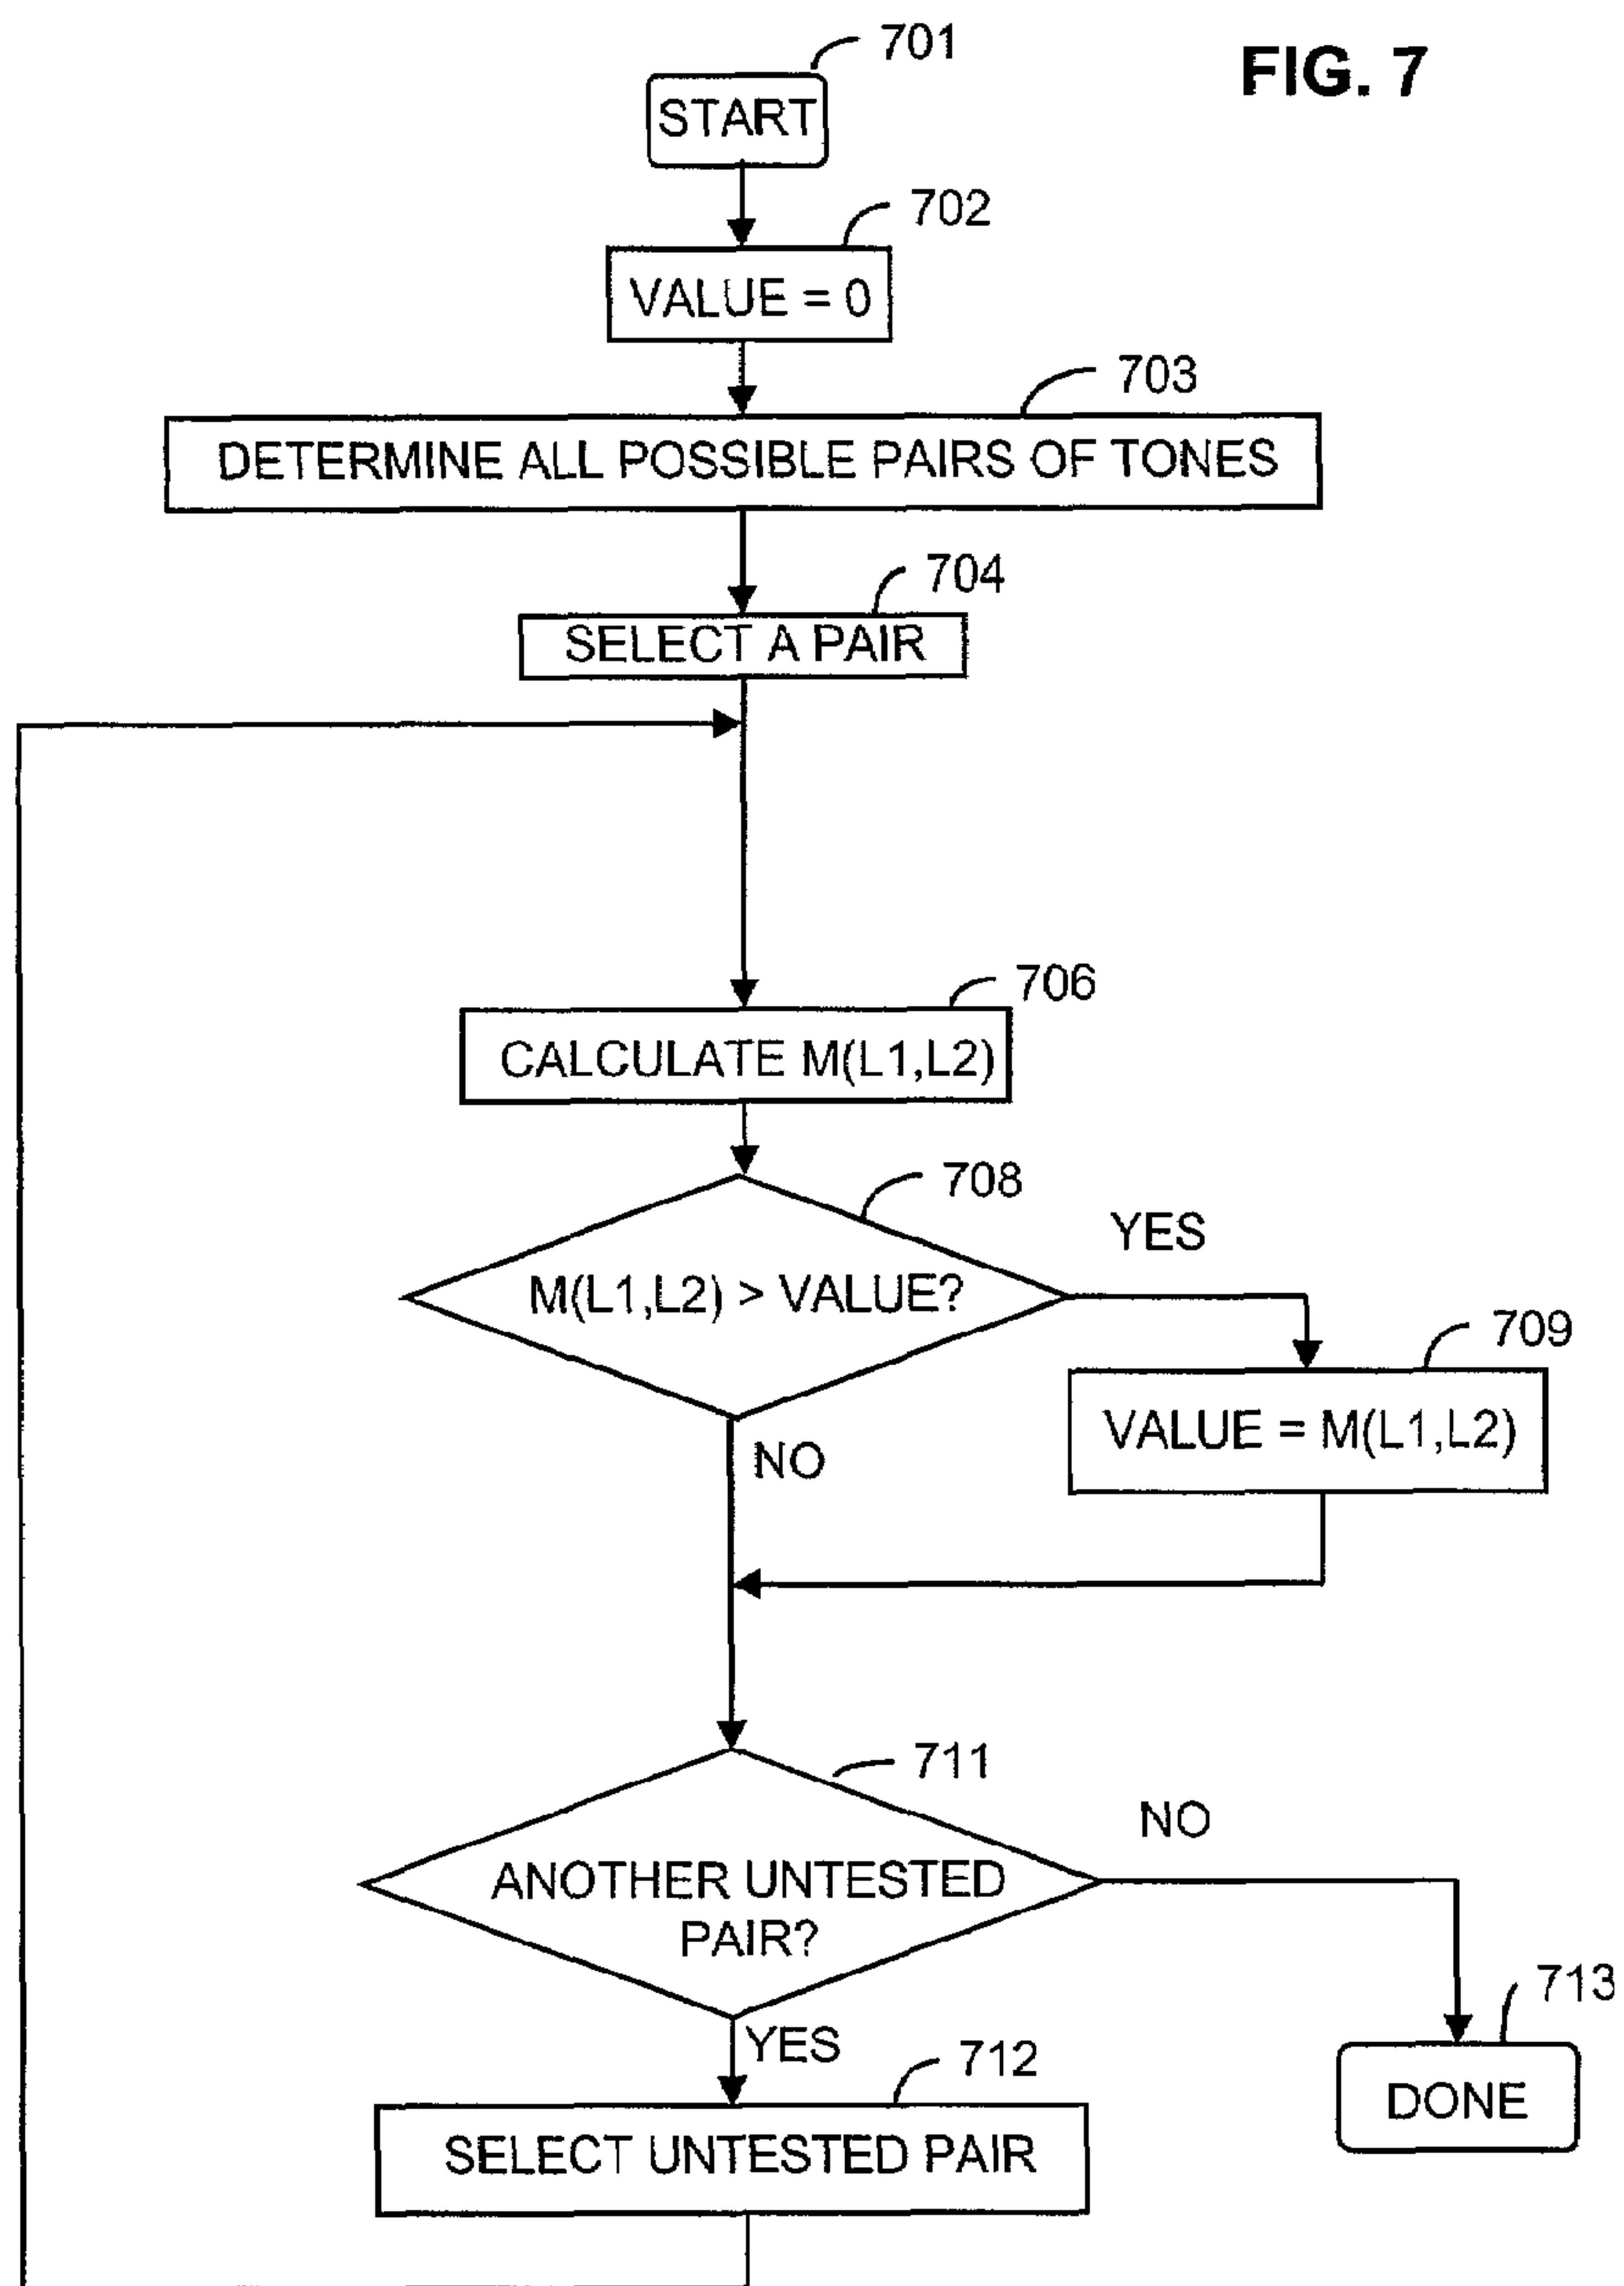 701
FIG. 7
START
702
VALUE = 0
703
DETERMINE ALL POSSIBLE PAIRS OF TONES
704
SELECT A PAIR
706
CALCULATE M(L1,L2)
708
M(L1,L2) > VALUE?
YES
709
VALUE = M(L1,L2)
NO
711
ANOTHER UNTESTED
PAIR?
NO
YES
712
713
SELECT UNTESTED PAIR
DONE